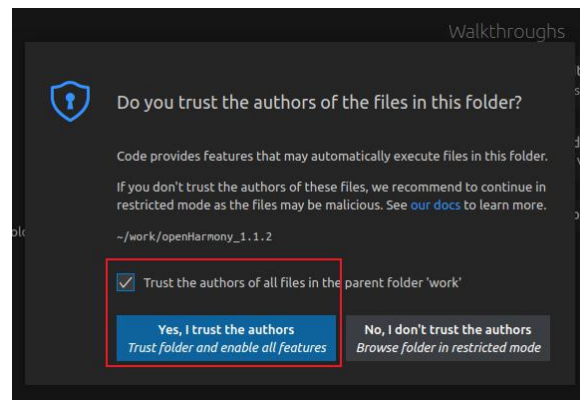 Walkthroughs
Do you trust the authors of the files in this folder?
Code provides features that may automatically execute files in this folder.
If you don't trust the authors of these files, we recommend to continue in
restricted mode as the files may be malicious. See our docs to learn more.
~/work/openHarmony_1.1.2
Trust the authors of all files in the parent folder 'work'
Yes, I trust the authors
Trust folder and enable all features
No, I don't trust the authors
Browse folder in restricted mode